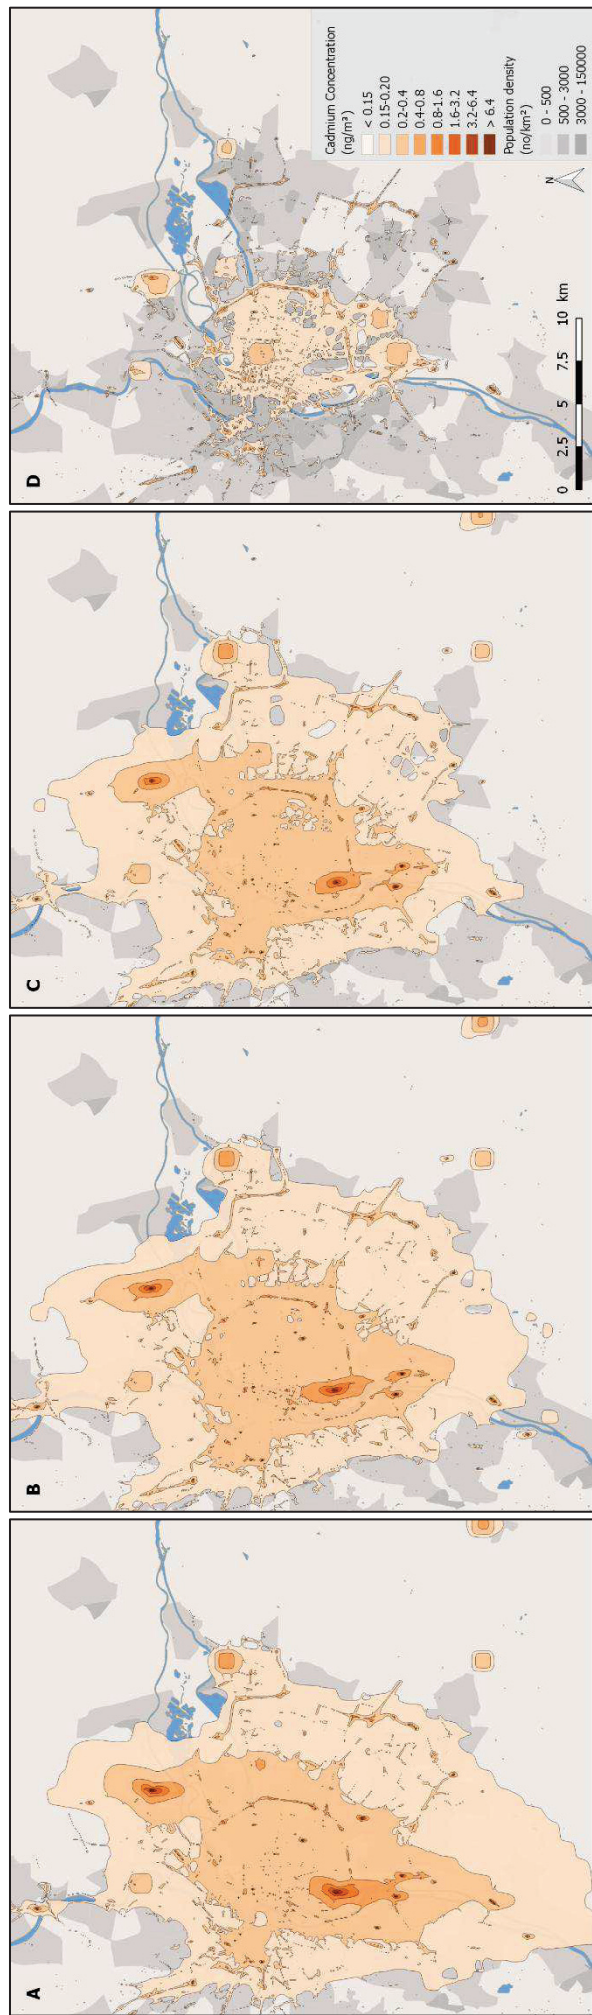 A
B
C
D
Cadmium Concentration
(ng/m³)
< 0.15
0.15-0.20
0.2-0.4
0.4-0.8
0.8-1.6
1.6-3.2
3.2-6.4
> 6.4
Population density
(no/km²)
0 - 500
500 - 3000
3000 - 150000
N
0 2.5 5 7.5 10 km